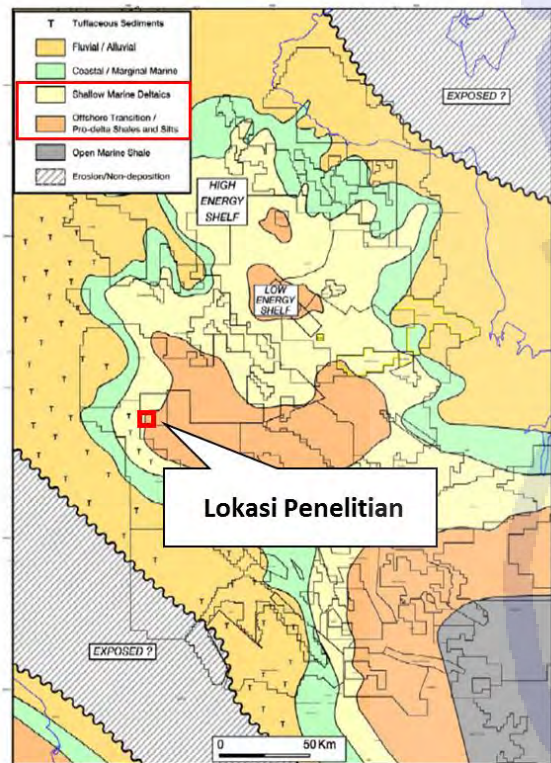 T Tuffaceous Sediments
Fluvial / Alluvial
Coastal / Marginal Marine
Shallow Marine Deltaics
Offshore Transition /
Pro-delta Shales and Silts
Open Marine Shale
Erosion/Non-deposition
EXPOSED ?
HIGH
ENERGY
SHELF
LOW
ENERGY
SHELF
Lokasi Penelitian
EXPOSED ?
0 50 Km